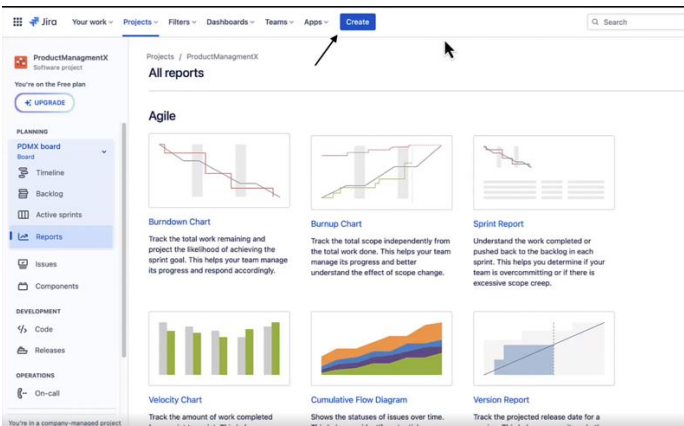 Jira Your work Projects Filters Dashboards Teams Apps Create Search
ProductManagmentX
Software project
You're on the Free plan
UPGRADE
PLANNING
PDMX board
Board
Timeline
Backlog
Active sprints
Reports
Issues
Components
DEVELOPMENT
Code
Releases
OPERATIONS
On-call
You're in a company-managed project
Projects / ProductManagmentX
All reports
Agile
Burndown Chart
Track the total work remaining and
project the likelihood of achieving the
sprint goal. This helps your team manage
its progress and respond accordingly.
Burnup Chart
Track the total scope independently from
the total work done. This helps your team
manage its progress and better
understand the effect of scope change.
Sprint Report
Understand the work completed or
pushed back to the backlog in each
sprint. This helps you determine if your
team is overcommitting or if there is
excessive scope creep.
Velocity Chart
Track the amount of work completed
Cumulative Flow Diagram
Shows the statuses of issues over time.
Version Report
Track the projected release date for a